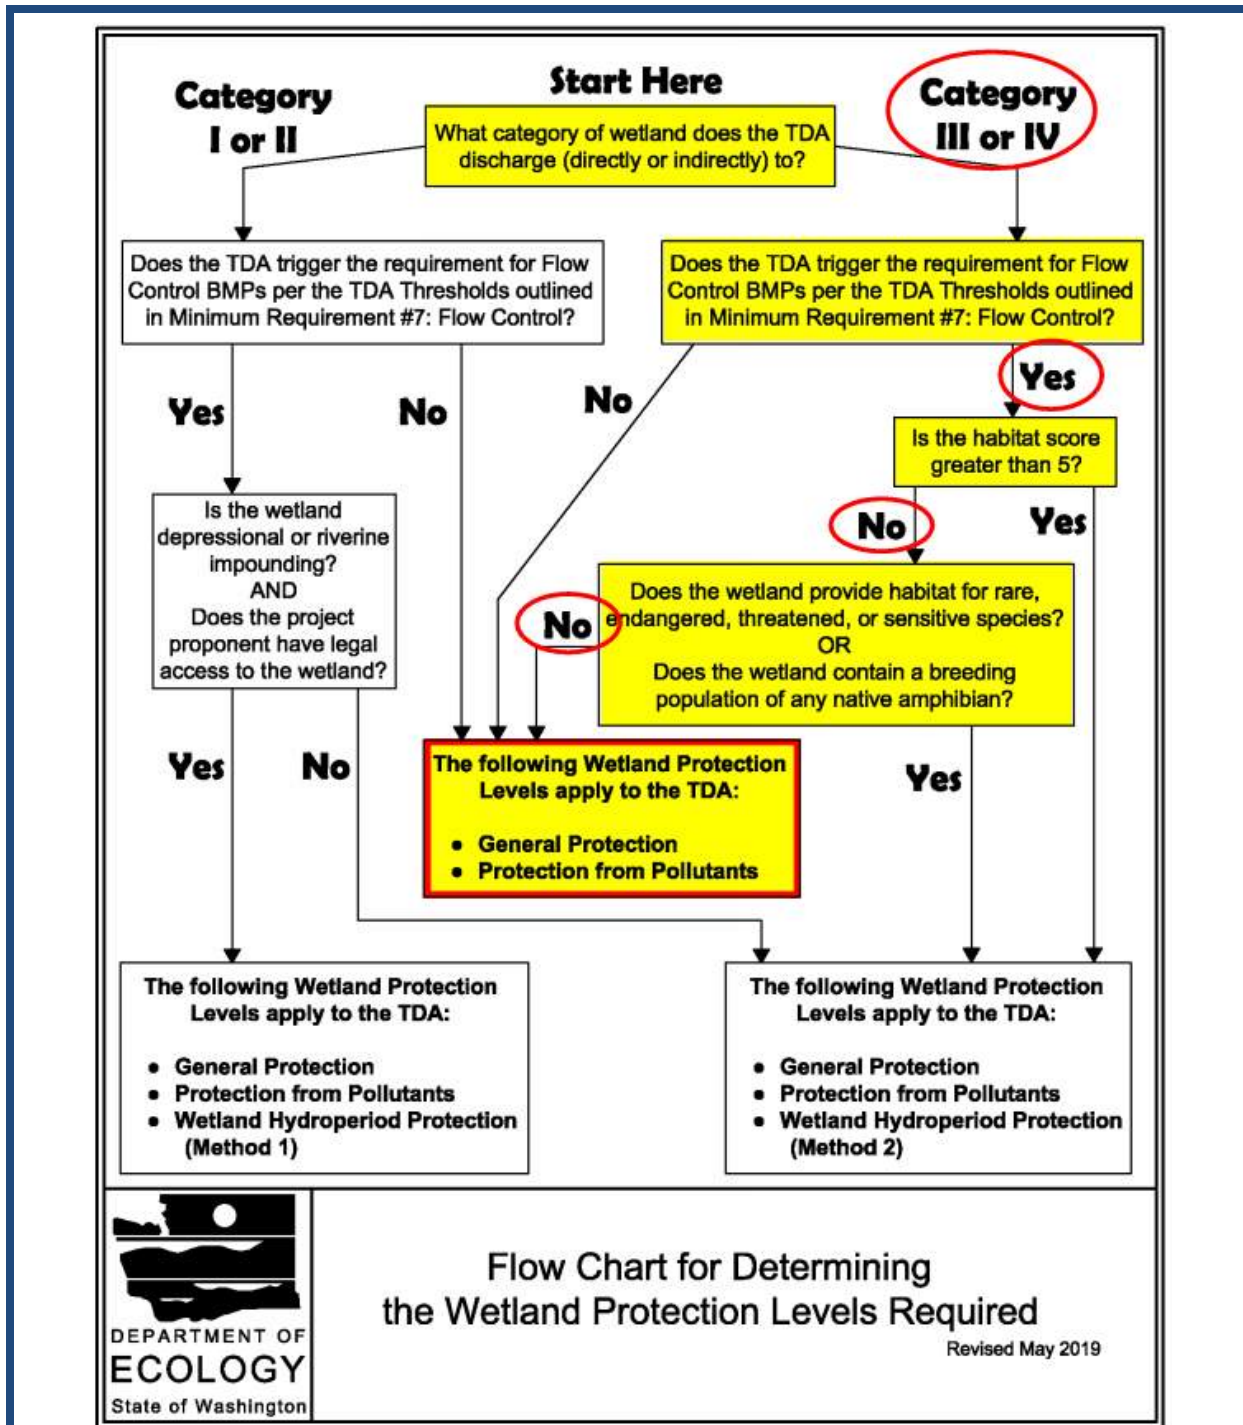 Start Here
Category
I or II
Category
III or IV
What category of wetland does the TDA
discharge (directly or indirectly) to?
Does the TDA trigger the requirement for Flow
Control BMPs per the TDA Thresholds outlined
in Minimum Requirement #7: Flow Control?
Does the TDA trigger the requirement for Flow
Control BMPs per the TDA Thresholds outlined
in Minimum Requirement #7: Flow Control?
Yes
No
No
Yes
Is the habitat score
greater than 5?
Is the wetland
depressional or riverine
impounding?
AND
Does the project
proponent have legal
access to the wetland?
No
Yes
Does the wetland provide habitat for rare,
endangered, threatened, or sensitive species?
OR
Does the wetland contain a breeding
population of any native amphibian?
No
Yes
No
Yes
The following Wetland Protection
Levels apply to the TDA:
● General Protection
● Protection from Pollutants
The following Wetland Protection
Levels apply to the TDA:
● General Protection
● Protection from Pollutants
● Wetland Hydroperiod Protection
(Method 1)
The following Wetland Protection
Levels apply to the TDA:
● General Protection
● Protection from Pollutants
● Wetland Hydroperiod Protection
(Method 2)
DEPARTMENT OF
ECOLOGY
State of Washington
Flow Chart for Determining
the Wetland Protection Levels Required
Revised May 2019